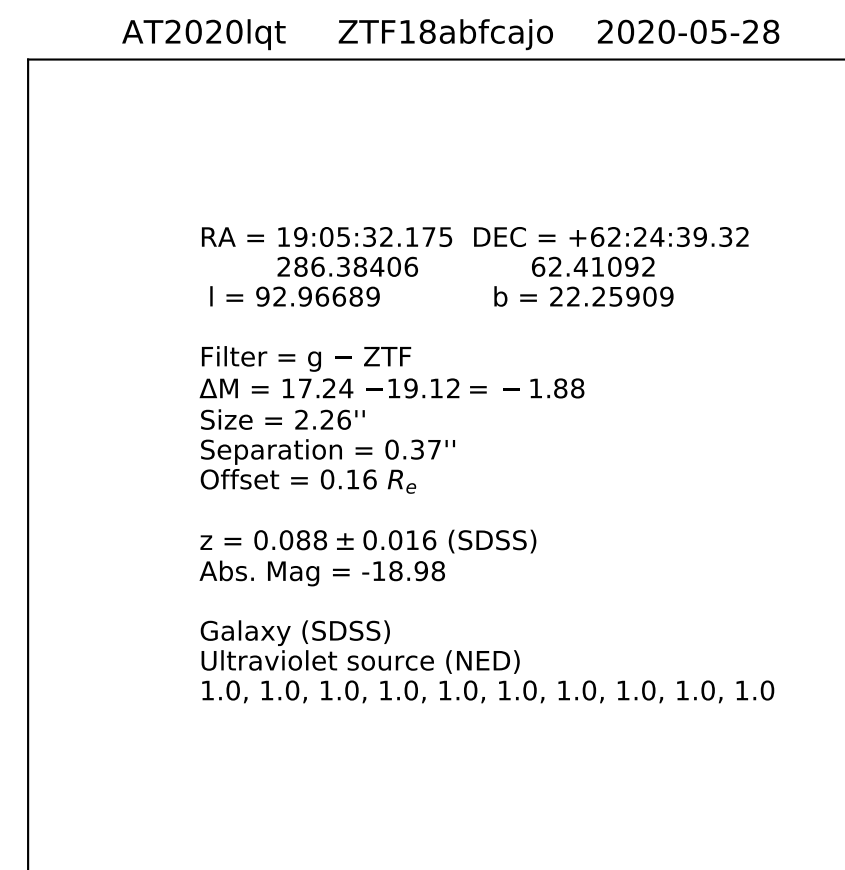 AT2020lqt ZTF18abfcajo 2020-05-28
RA = 19:05:32.175 DEC = +62:24:39.32
286.38406 62.41092
l = 92.96689 b = 22.25909
Filter = g − ZTF
ΔM = 17.24 −19.12 = − 1.88
Size = 2.26''
Separation = 0.37''
Offset = 0.16 Re
z = 0.088 ± 0.016 (SDSS)
Abs. Mag = -18.98
Galaxy (SDSS)
Ultraviolet source (NED)
1.0, 1.0, 1.0, 1.0, 1.0, 1.0, 1.0, 1.0, 1.0, 1.0